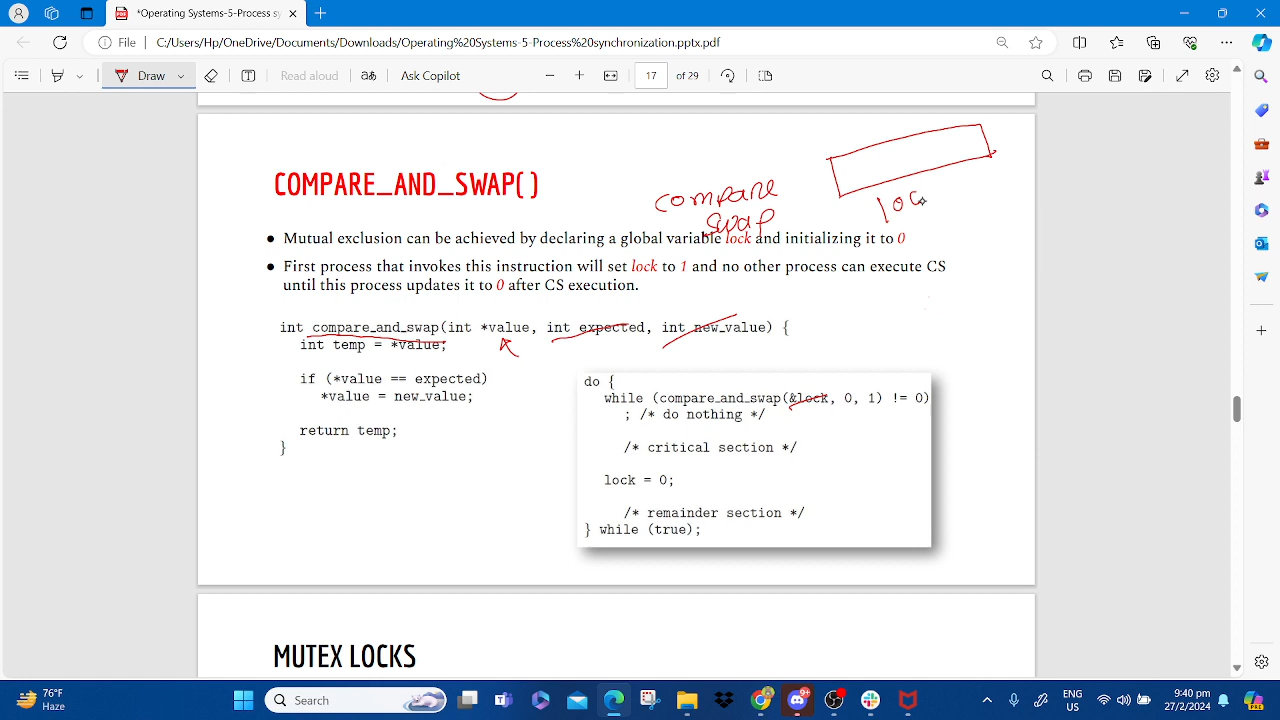 *Operating Systems-5-Process sy
File C:/Users/Hp/OneDrive/Documents/Downloads/Operating%20Systems-5-Process%20synchronization.pptx.pdf
Draw Read aloud Ask Copilot 17 of 29
COMPARE_AND_SWAP( )
compare
swap
loc
● Mutual exclusion can be achieved by declaring a global variable lock and initializing it to 0
● First process that invokes this instruction will set lock to 1 and no other process can execute CS
until this process updates it to 0 after CS execution.
int compare_and_swap(int *value, int expected, int new_value) {
int temp = *value;
if (*value == expected)
*value = new_value;
return temp;
}
do {
while (compare_and_swap(&lock, 0, 1) != 0)
; /* do nothing */
/* critical section */
lock = 0;
/* remainder section */
} while (true);
MUTEX LOCKS
76°F
Haze
Search
ENG
US
9:40 pm
27/2/2024